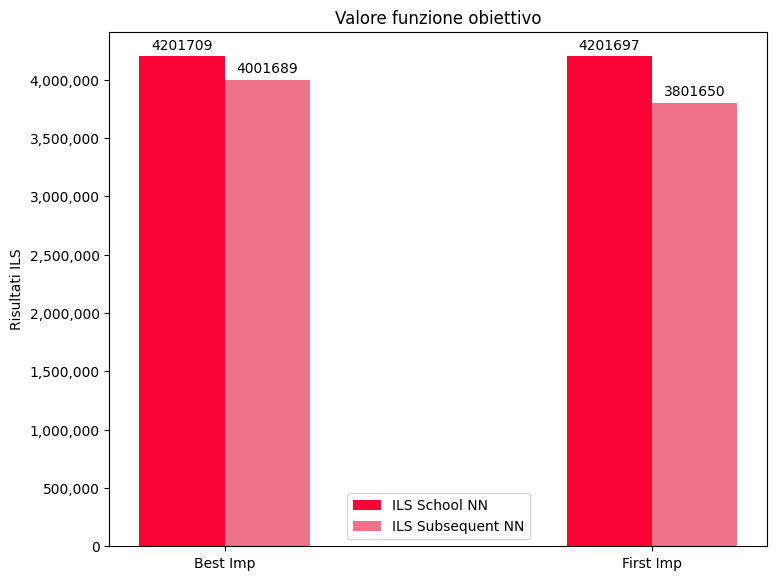 Valore funzione obiettivo
4201709
4001689
4201697
3801650
Risultati ILS
4,000,000
3,500,000
3,000,000
2,500,000
2,000,000
1,500,000
1,000,000
500,000
0
Best Imp
First Imp
ILS School NN
ILS Subsequent NN